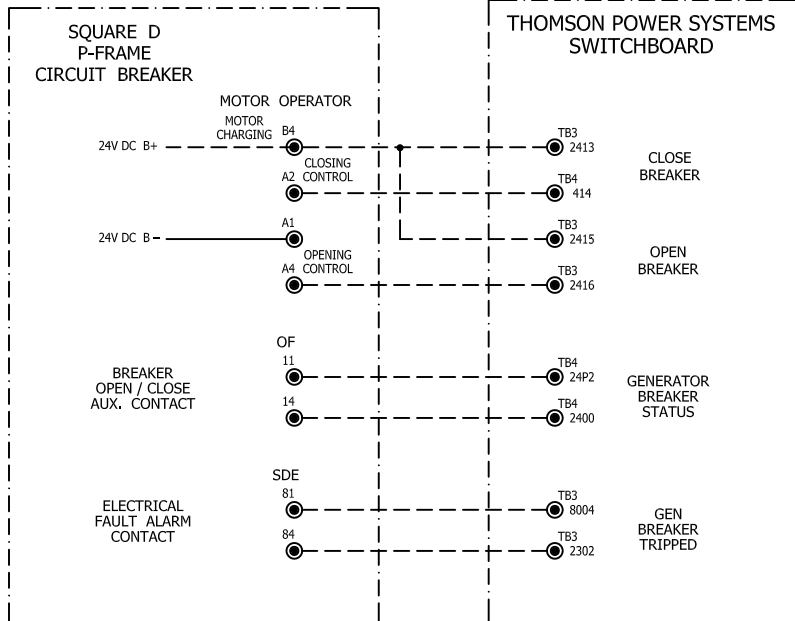 SQUARE D
P-FRAME
CIRCUIT BREAKER
THOMSON POWER SYSTEMS
SWITCHBOARD
MOTOR OPERATOR
MOTOR
CHARGING
B4
24V DC B+
TB3
2413
CLOSING
CONTROL
A2
TB4
414
CLOSE
BREAKER
A1
24V DC B-
TB3
2415
OPENING
CONTROL
A4
TB3
2416
OPEN
BREAKER
OF
11
14
BREAKER
OPEN / CLOSE
AUX. CONTACT
TB4
24P2
TB4
2400
GENERATOR
BREAKER
STATUS
SDE
81
84
ELECTRICAL
FAULT ALARM
CONTACT
TB3
8004
TB3
2302
GEN
BREAKER
TRIPPED